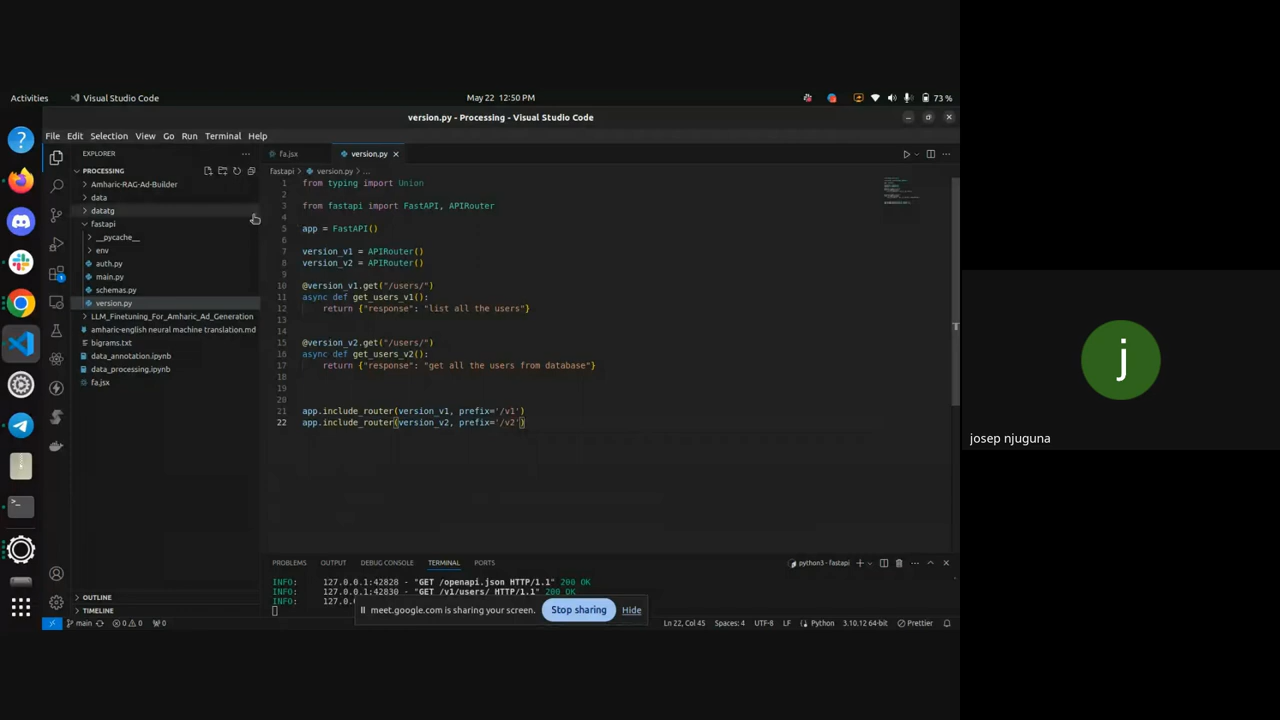 Activities
Visual Studio Code
May 22 12:50 PM
73 %
version.py - Processing - Visual Studio Code
File Edit Selection View Go Run Terminal Help
EXPLORER
fa.jsx
version.py
PROCESSING
fastapi > version.py > ...
Amharic-RAG-Ad-Builder
data
datatg
fastapi
__pycache__
env
auth.py
main.py
schemas.py
version.py
LLM_Finetuning_For_Amharic_Ad_Generation
amharic-english neural machine translation.md
bigrams.txt
data_annotation.ipynb
data_processing.ipynb
fa.jsx
OUTLINE
TIMELINE
1 from typing import Union
2
3 from fastapi import FastAPI, APIRouter
4
5 app = FastAPI()
6
7 version_v1 = APIRouter()
8 version_v2 = APIRouter()
9
10 @version_v1.get("/users/")
11 async def get_users_v1():
12 return {"response": "list all the users"}
13
14
15 @version_v2.get("/users/")
16 async def get_users_v2():
17 return {"response": "get all the users from database"}
18
19
20
21 app.include_router(version_v1, prefix='/v1')
22 app.include_router(version_v2, prefix='/v2')
PROBLEMS OUTPUT DEBUG CONSOLE TERMINAL PORTS
python3 - fastapi
INFO: 127.0.0.1:42820 - "GET /openapi.json HTTP/1.1" 200 OK
INFO: 127.0.0.1:42820 - "GET /v1/users/ HTTP/1.1" 200 OK
INFO: 127.0.
meet.google.com is sharing your screen.
Stop sharing
Hide
main
0 0
0
Ln 22, Col 45
Spaces: 4
UTF-8
LF
Python
3.10.12 64-bit
Prettier
j
josep njuguna